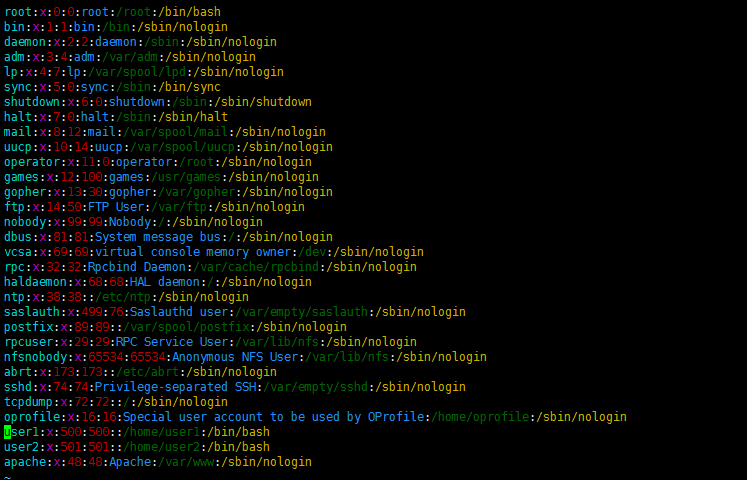 root:x:0:0:root:/root:/bin/bash
bin:x:1:1:bin:/bin:/sbin/nologin
daemon:x:2:2:daemon:/sbin:/sbin/nologin
adm:x:3:4:adm:/var/adm:/sbin/nologin
lp:x:4:7:lp:/var/spool/lpd:/sbin/nologin
sync:x:5:0:sync:/sbin:/bin/sync
shutdown:x:6:0:shutdown:/sbin:/sbin/shutdown
halt:x:7:0:halt:/sbin:/sbin/halt
mail:x:8:12:mail:/var/spool/mail:/sbin/nologin
uucp:x:10:14:uucp:/var/spool/uucp:/sbin/nologin
operator:x:11:0:operator:/root:/sbin/nologin
games:x:12:100:games:/usr/games:/sbin/nologin
gopher:x:13:30:gopher:/var/gopher:/sbin/nologin
ftp:x:14:50:FTP User:/var/ftp:/sbin/nologin
nobody:x:99:99:Nobody:/:/sbin/nologin
dbus:x:81:81:System message bus:/:/sbin/nologin
vcsa:x:69:69:virtual console memory owner:/dev:/sbin/nologin
rpc:x:32:32:Rpcbind Daemon:/var/cache/rpcbind:/sbin/nologin
haldaemon:x:68:68:HAL daemon:/:/sbin/nologin
ntp:x:38:38::/etc/ntp:/sbin/nologin
saslauth:x:499:76:Saslauthd user:/var/empty/saslauth:/sbin/nologin
postfix:x:89:89::/var/spool/postfix:/sbin/nologin
rpcuser:x:29:29:RPC Service User:/var/lib/nfs:/sbin/nologin
nfsnobody:x:65534:65534:Anonymous NFS User:/var/lib/nfs:/sbin/nologin
abrt:x:173:173::/etc/abrt:/sbin/nologin
sshd:x:74:74:Privilege-separated SSH:/var/empty/sshd:/sbin/nologin
tcpdump:x:72:72::/:/sbin/nologin
oprofile:x:16:16:Special user account to be used by OProfile:/home/oprofile:/sbin/nologin
user1:x:500:500::/home/user1:/bin/bash
user2:x:501:501::/home/user2:/bin/bash
apache:x:48:48:Apache:/var/www:/sbin/nologin
~